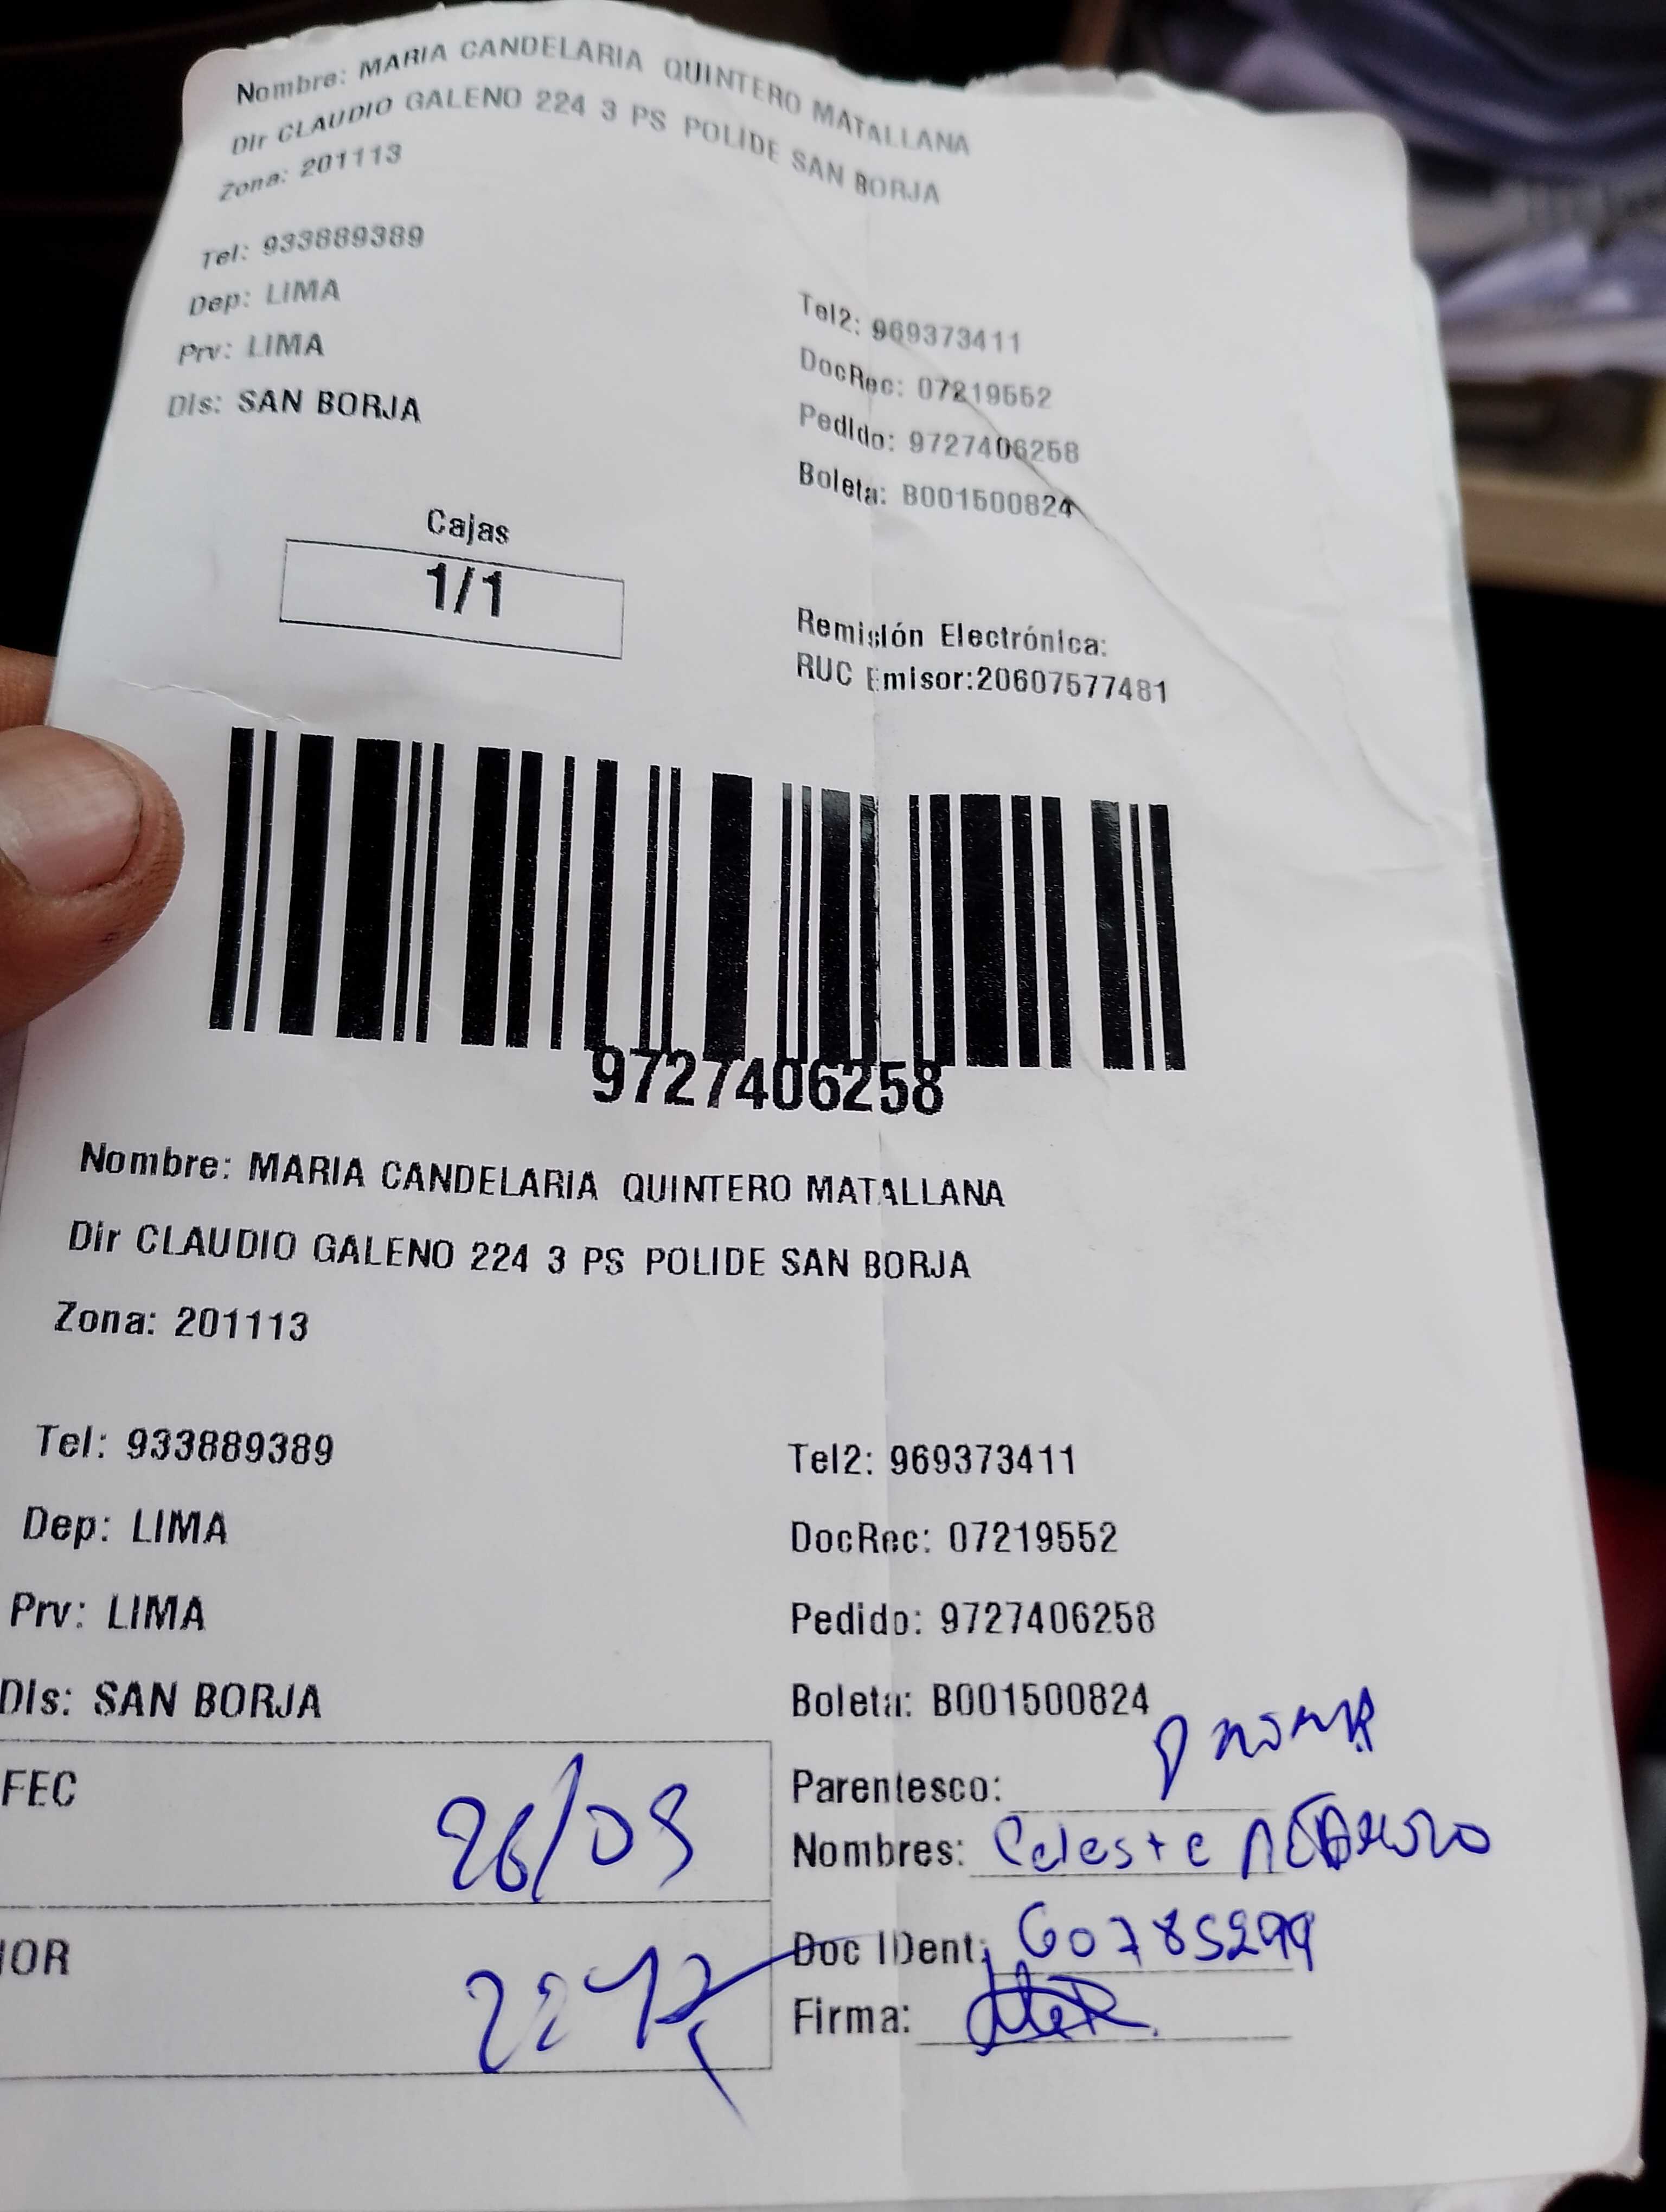 Nombre: MARIA CANDELARIA QUINTERO MATALLANA
Dir CLAUDIO GALENO 224 3 PS POLIDE SAN BORJA
Zona: 201113
Tel: 933889389
Dep: LIMA
Tel2: 969373411
Prv: LIMA
DocRec: 07219552
Dis: SAN BORJA
Pedido: 9727406258
Boleta: B001500824
Cajas
1/1
Remisión Electrónica:
RUC Emisor:20607577481
9727406258
Nombre: MARIA CANDELARIA QUINTERO MATALLANA
Dir CLAUDIO GALENO 224 3 PS POLIDE SAN BORJA
Zona: 201113
Tel: 933889389 Tel2: 969373411
Dep: LIMA DocRec: 07219552
Prv: LIMA Pedido: 9727406258
Dis: SAN BORJA Boleta: B001500824
FEC 26/09 Parentesco:
Nombres: Celeste
HOR Doc IDent: 60785299
Firma: